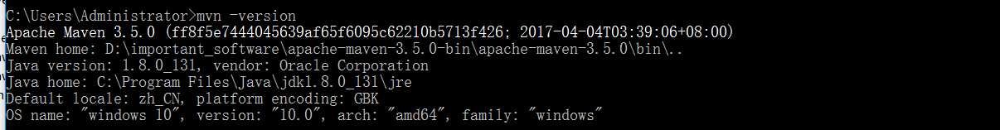 C:\Users\Administrator>mvn -version
Apache Maven 3.5.0 (ff8f5e7444045639af65f6095c62210b5713f426; 2017-04-04T03:39:06+08:00)
Maven home: D:\important_software\apache-maven-3.5.0-bin\apache-maven-3.5.0\bin\..
Java version: 1.8.0_131, vendor: Oracle Corporation
Java home: C:\Program Files\Java\jdk1.8.0_131\jre
Default locale: zh_CN, platform encoding: GBK
OS name: "windows 10", version: "10.0", arch: "amd64", family: "windows"